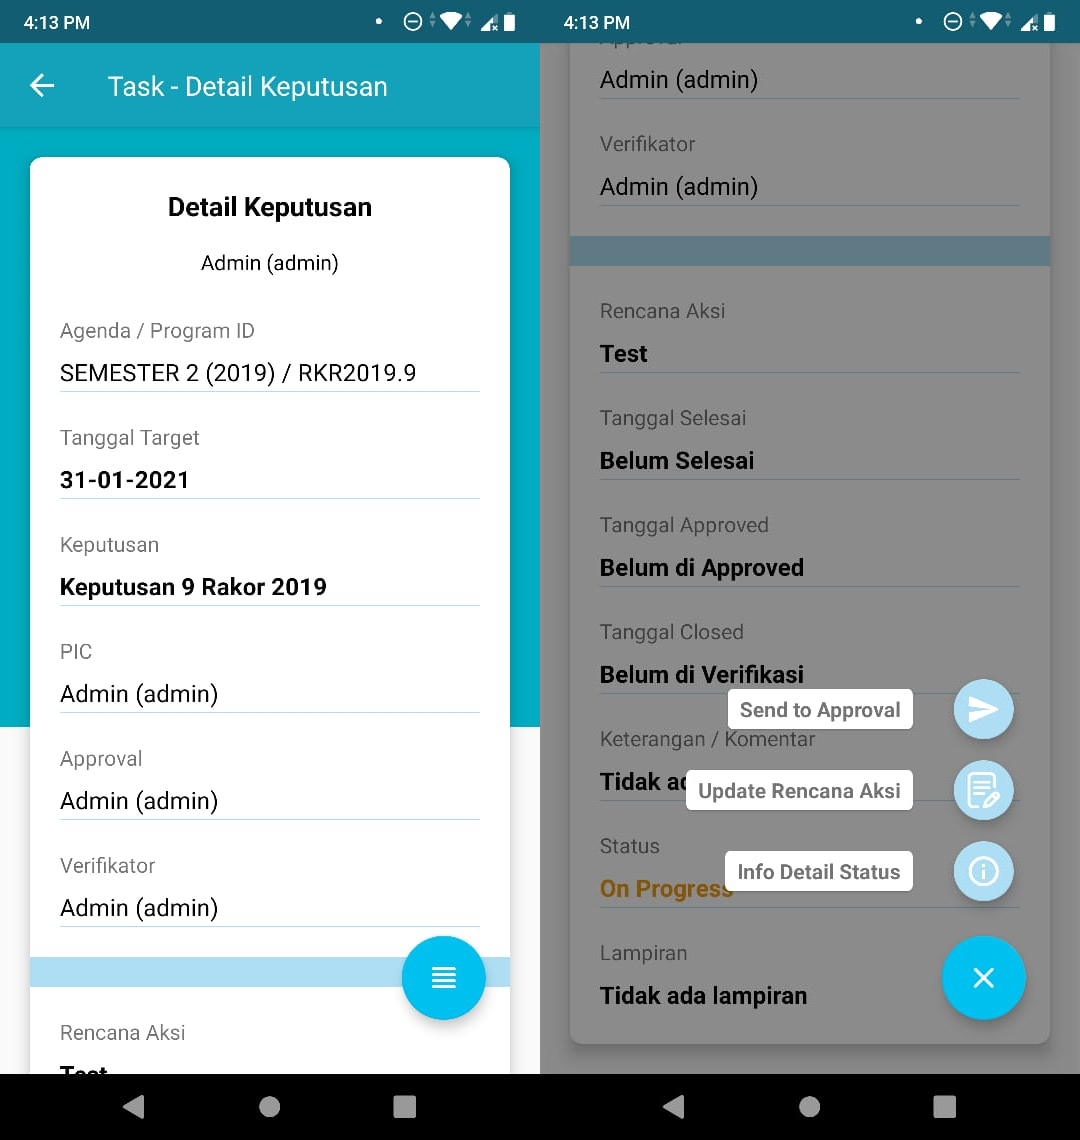 4:13 PM
Task - Detail Keputusan
Detail Keputusan
Admin (admin)
Agenda / Program ID
SEMESTER 2 (2019) / RKR2019.9
Tanggal Target
31-01-2021
Keputusan
Keputusan 9 Rakor 2019
PIC
Admin (admin)
Approval
Admin (admin)
Verifikator
Admin (admin)
Rencana Aksi
Test
4:13 PM
Approval
Admin (admin)
Verifikator
Admin (admin)
Rencana Aksi
Test
Tanggal Selesai
Belum Selesai
Tanggal Approved
Belum di Approved
Tanggal Closed
Belum di Verifikasi
Send to Approval
Keterangan / Komentar
Tidak
Update Rencana Aksi
Status
Info Detail Status
On Progress
Lampiran
Tidak ada lampiran